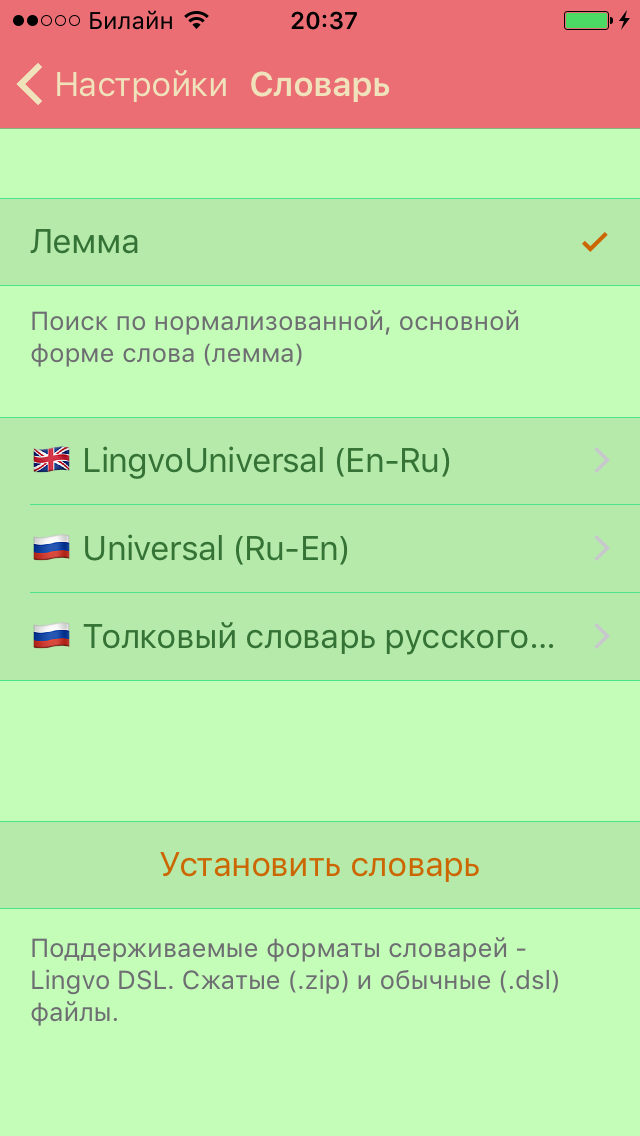 Билайн 20:37
Настройки Словарь
Лемма
Поиск по нормализованной, основной
форме слова (лемма)
LingvoUniversal (En-Ru)
Universal (Ru-En)
Толковый словарь русского...
Установить словарь
Поддерживаемые форматы словарей -
Lingvo DSL. Сжатые (.zip) и обычные (.dsl)
файлы.